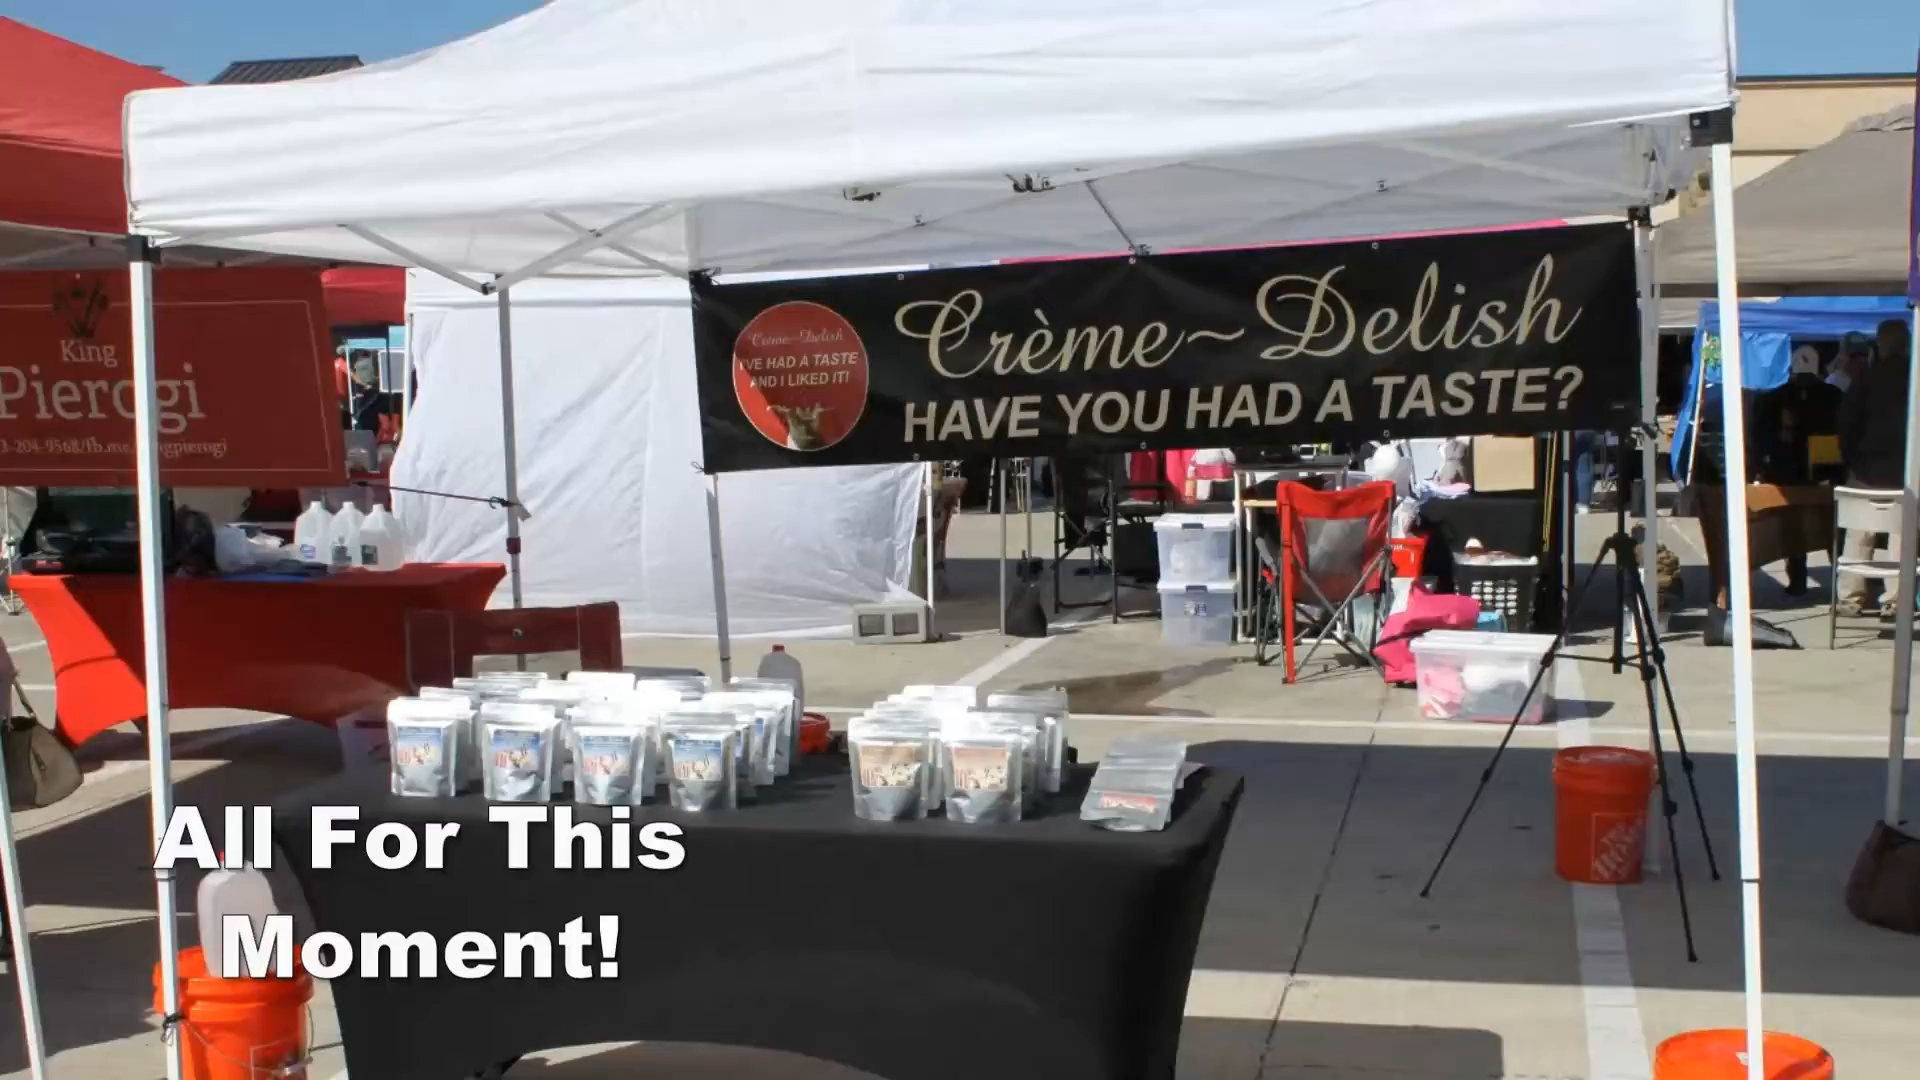 Crème~Delish
HAVE YOU HAD A TASTE?
Crème~Delish
I'VE HAD A TASTE
AND I LIKED IT!
King
Pierogi
All For This
Moment!